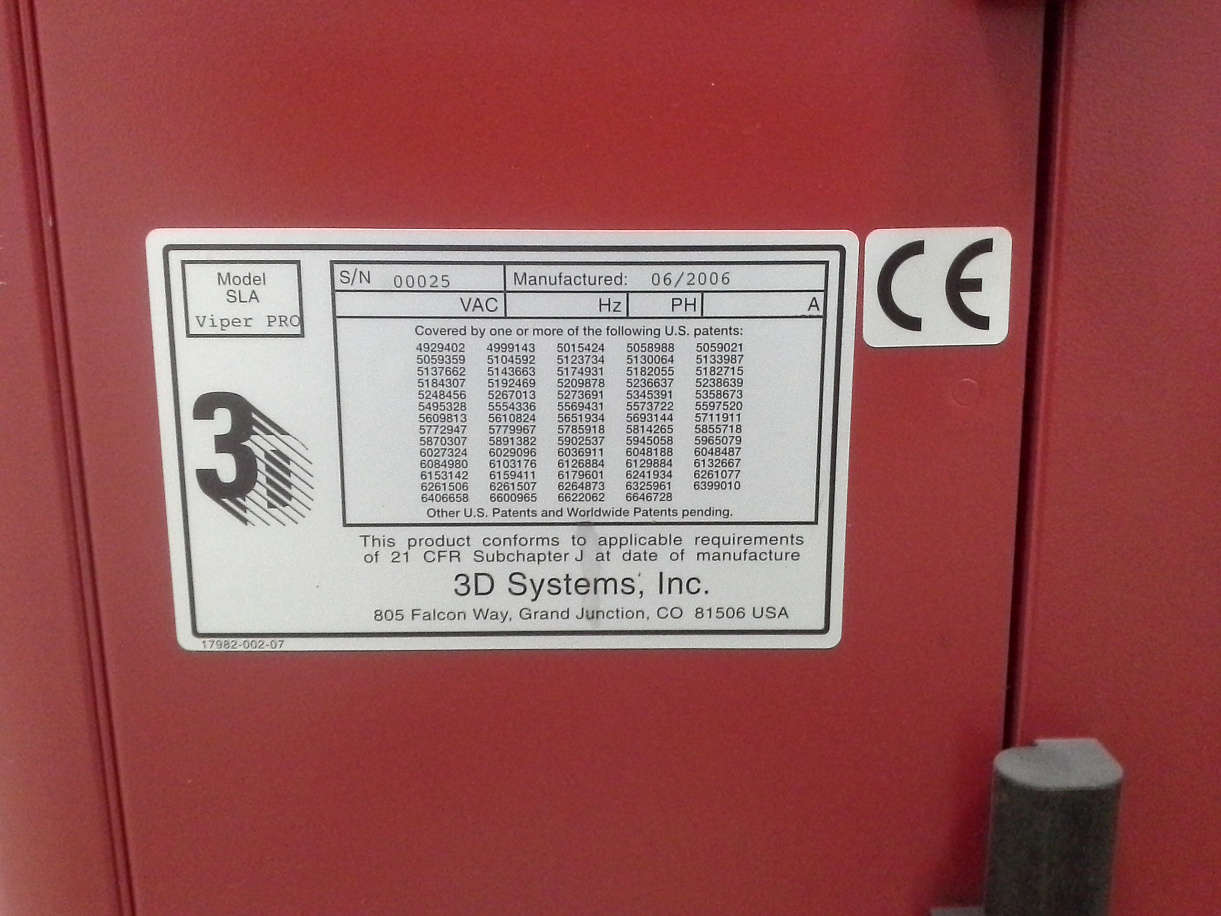 Model
SLA
Viper PRO
S/N 00025 Manufactured: 06/2006
VAC Hz PH A
Covered by one or more of the following U.S. patents:
4929402 4999143 5015424 5058988 5059021
5059359 5104592 5123734 5130064 5133987
5137662 5143663 5174931 5182055 5182715
5184307 5192469 5209878 5236637 5238639
5248456 5267013 5273691 5345391 5358673
5495328 5554336 5569431 5573722 5597520
5609813 5610824 5651934 5693144 5711911
5772947 5779967 5785918 5814265 5855718
5870307 5891382 5902537 5945058 5965079
6027324 6029096 6036911 6048188 6048487
6084980 6103176 6126884 6129884 6132667
6153142 6159411 6179601 6241934 6261077
6261506 6261507 6264873 6325961 6399010
6406658 6600965 6622062 6646728
Other U.S. Patents and Worldwide Patents pending.
3D
This product conforms to applicable requirements
of 21 CFR Subchapter J at date of manufacture
3D Systems, Inc.
805 Falcon Way, Grand Junction, CO 81506 USA
17982-002-07
CE